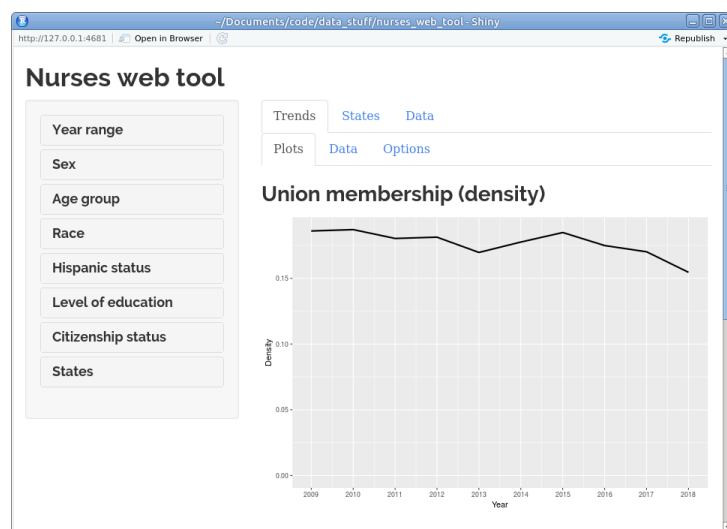 ~/Documents/code/data_stuff/nurses_web_tool - Shiny
http://127.0.0.1:4681 Open in Browser Republish
Nurses web tool
Year range
Sex
Age group
Race
Hispanic status
Level of education
Citizenship status
States
Trends States Data
Plots Data Options
Union membership (density)
0.15
0.10
0.05
0.00
Density
2009 2010 2011 2012 2013 2014 2015 2016 2017 2018
Year